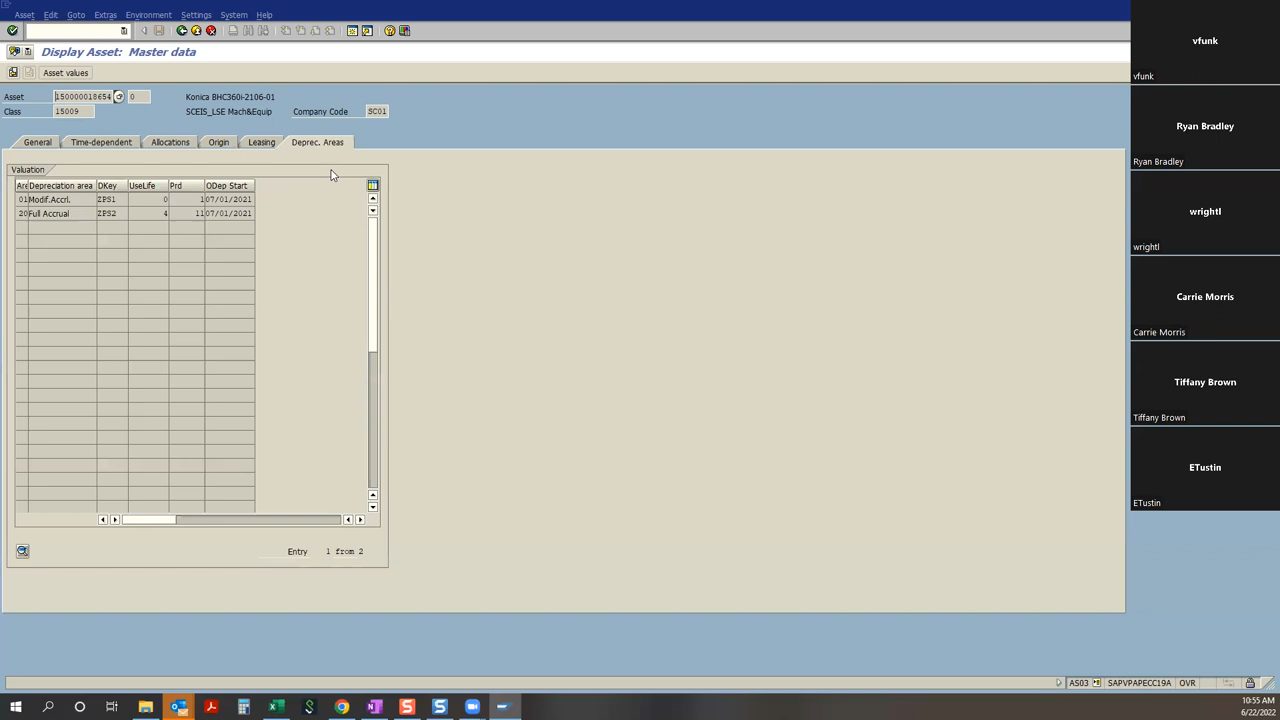 Asset Edit Goto Extras Environment Settings System Help
Display Asset: Master data
Asset values
Asset 150000018654 0 Konica BHC360i-2106-01
Class 15009 SCEIS_LSE Mach&Equip Company Code SC01
General Time-dependent Allocations Origin Leasing Deprec. Areas
Valuation
Are Depreciation area DKey UseLife Prd ODep Start
01 Modif.Accrl. ZPS1 0 1 07/01/2021
20 Full Accrual ZPS2 4 11 07/01/2021
Entry 1 from 2
AS03 SAPVPAPECC19A OVR
10:55 AM
6/22/2022
vfunk
vfunk
Ryan Bradley
Ryan Bradley
wrightl
wrightl
Carrie Morris
Carrie Morris
Tiffany Brown
Tiffany Brown
ETustin
ETustin